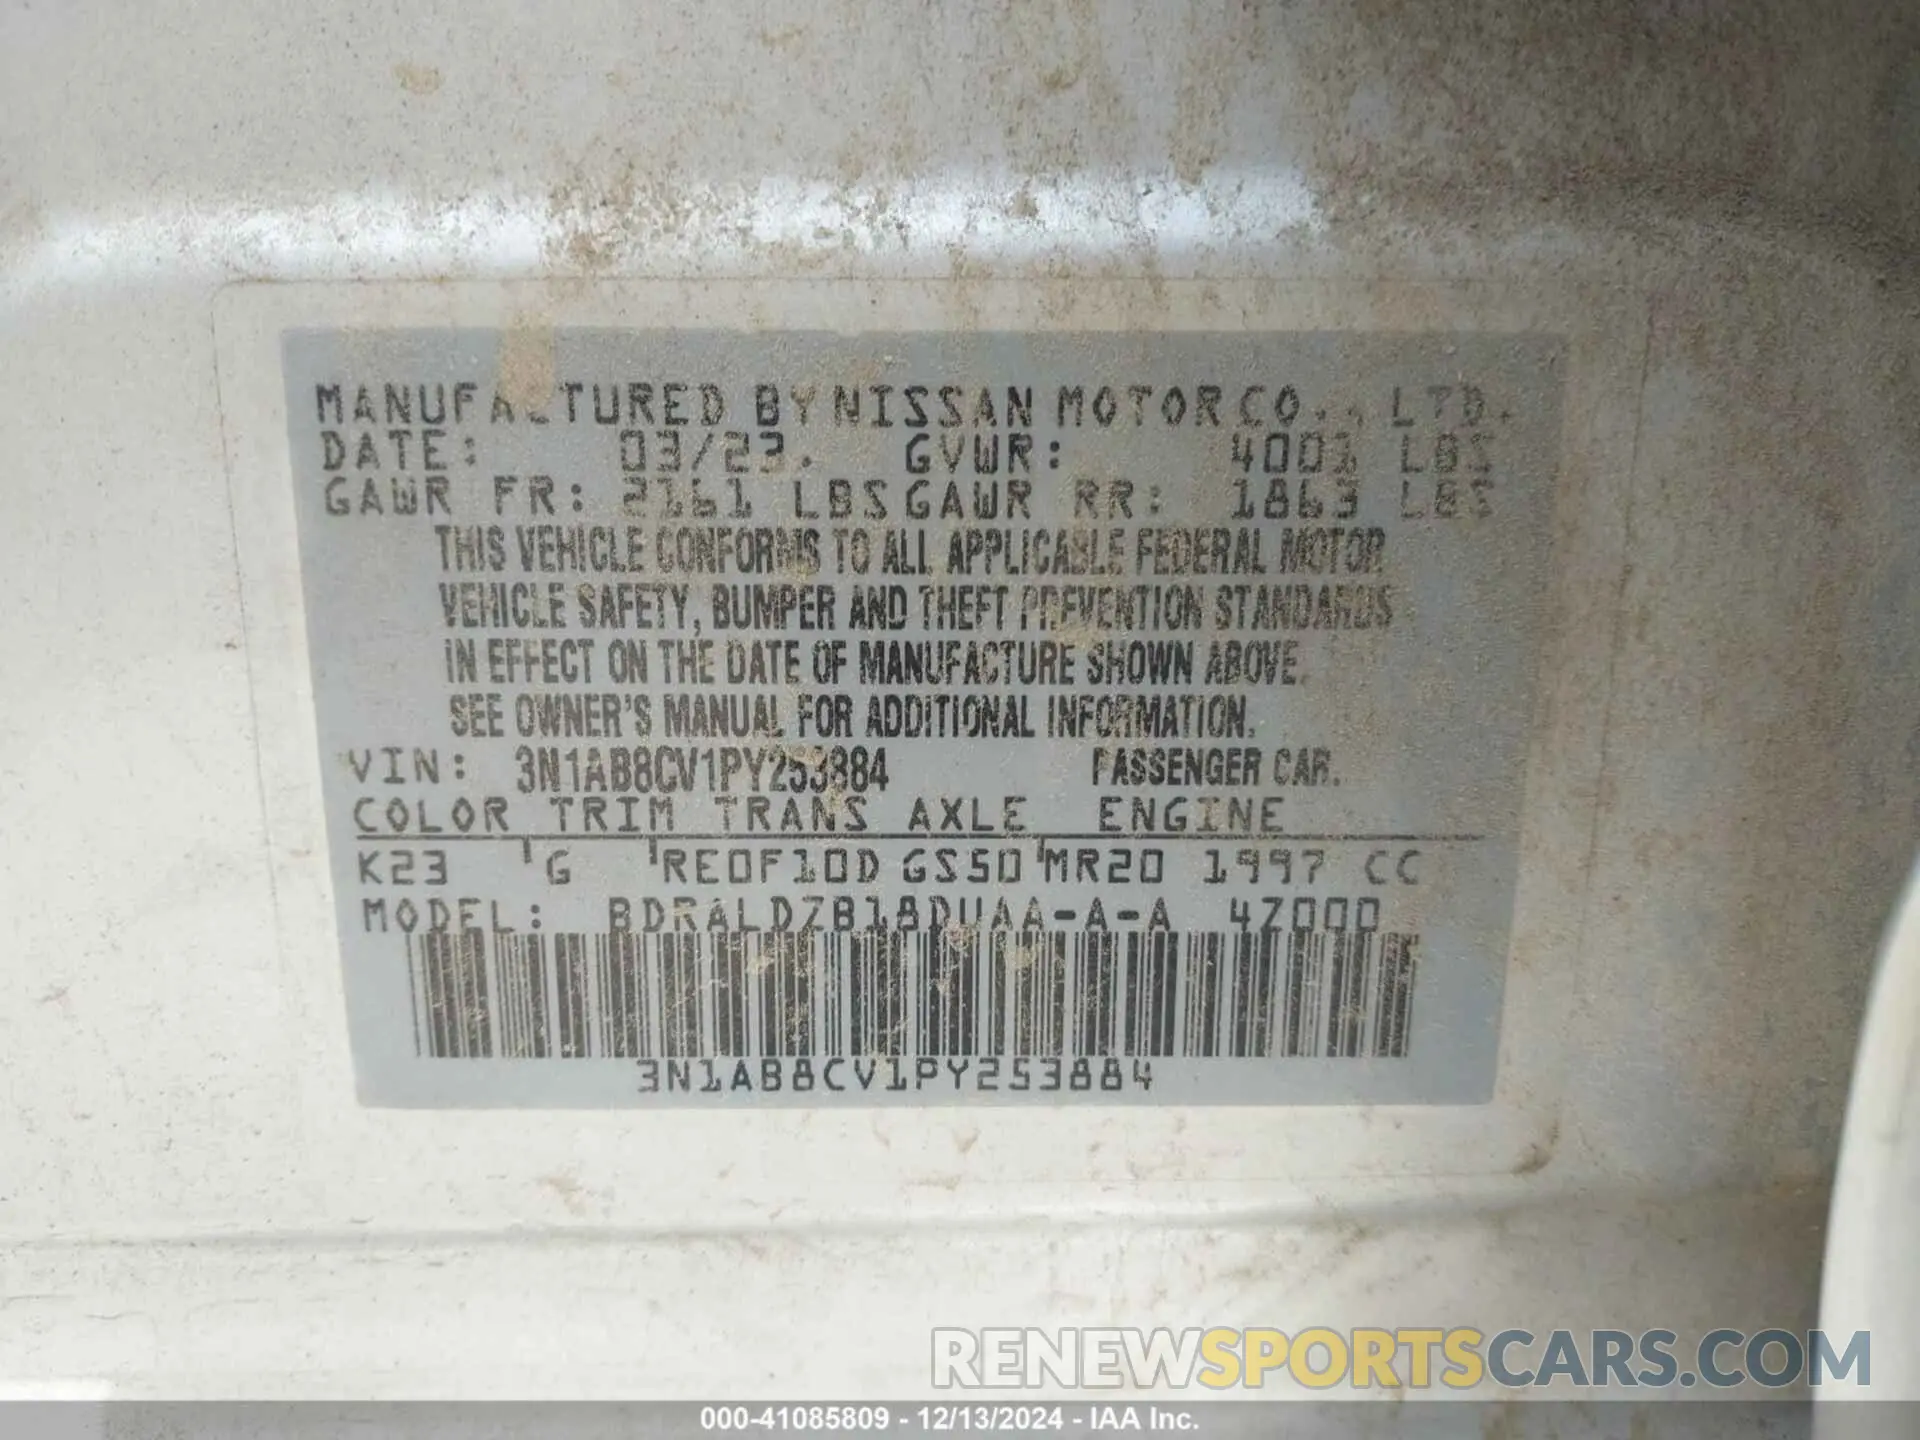 MANUFACTURED BY NISSAN MOTOR CO., LTD.
DATE: 03/23. GVWR: 4001 LBS
GAWR FR: 2161 LBS GAWR RR: 1863 LBS
THIS VEHICLE CONFORMS TO ALL APPLICABLE FEDERAL MOTOR
VEHICLE SAFETY, BUMPER AND THEFT PREVENTION STANDARDS
IN EFFECT ON THE DATE OF MANUFACTURE SHOWN ABOVE.
SEE OWNER'S MANUAL FOR ADDITIONAL INFORMATION.
VIN: 3N1AB8CV1PY253884 PASSENGER CAR.
COLOR TRIM TRANS AXLE ENGINE
K23 G RE0F10D GS50 MR20 1997 CC
MODEL: BDRALDZB18DUAA-A-A 4Z000
3N1AB8CV1PY253884
RENEWSPORTSCARS.COM
000-41085809 - 12/13/2024 - IAA Inc.